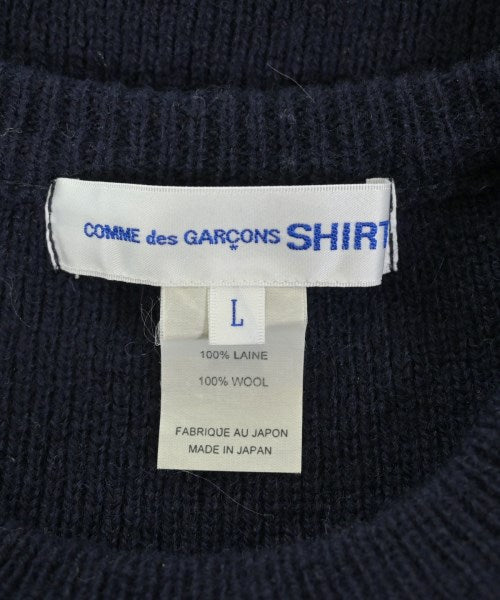 COMME des GARÇONS SHIRT
L
100% LAINE
100% WOOL
FABRIQUE AU JAPON
MADE IN JAPAN